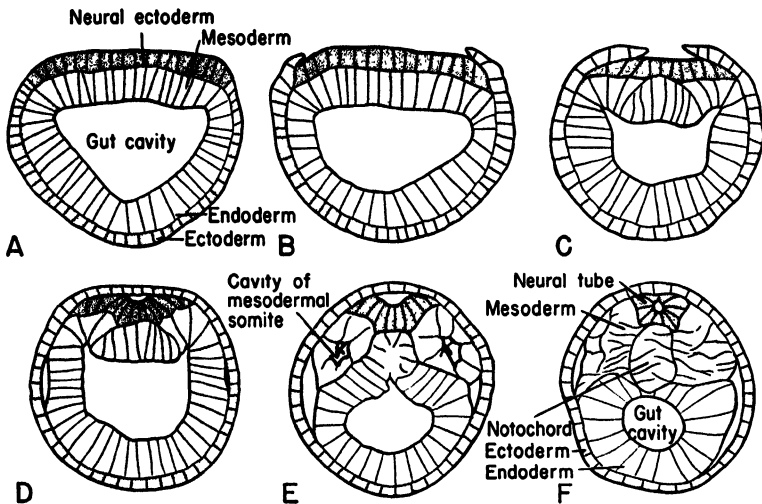 Neural ectoderm
Mesoderm
Gut cavity
Endoderm
Ectoderm
A
B
C
Cavity of
mesodermal
somite
Neural tube
Mesoderm
Notochord
Ectoderm
Endoderm
Gut
cavity
D
E
F